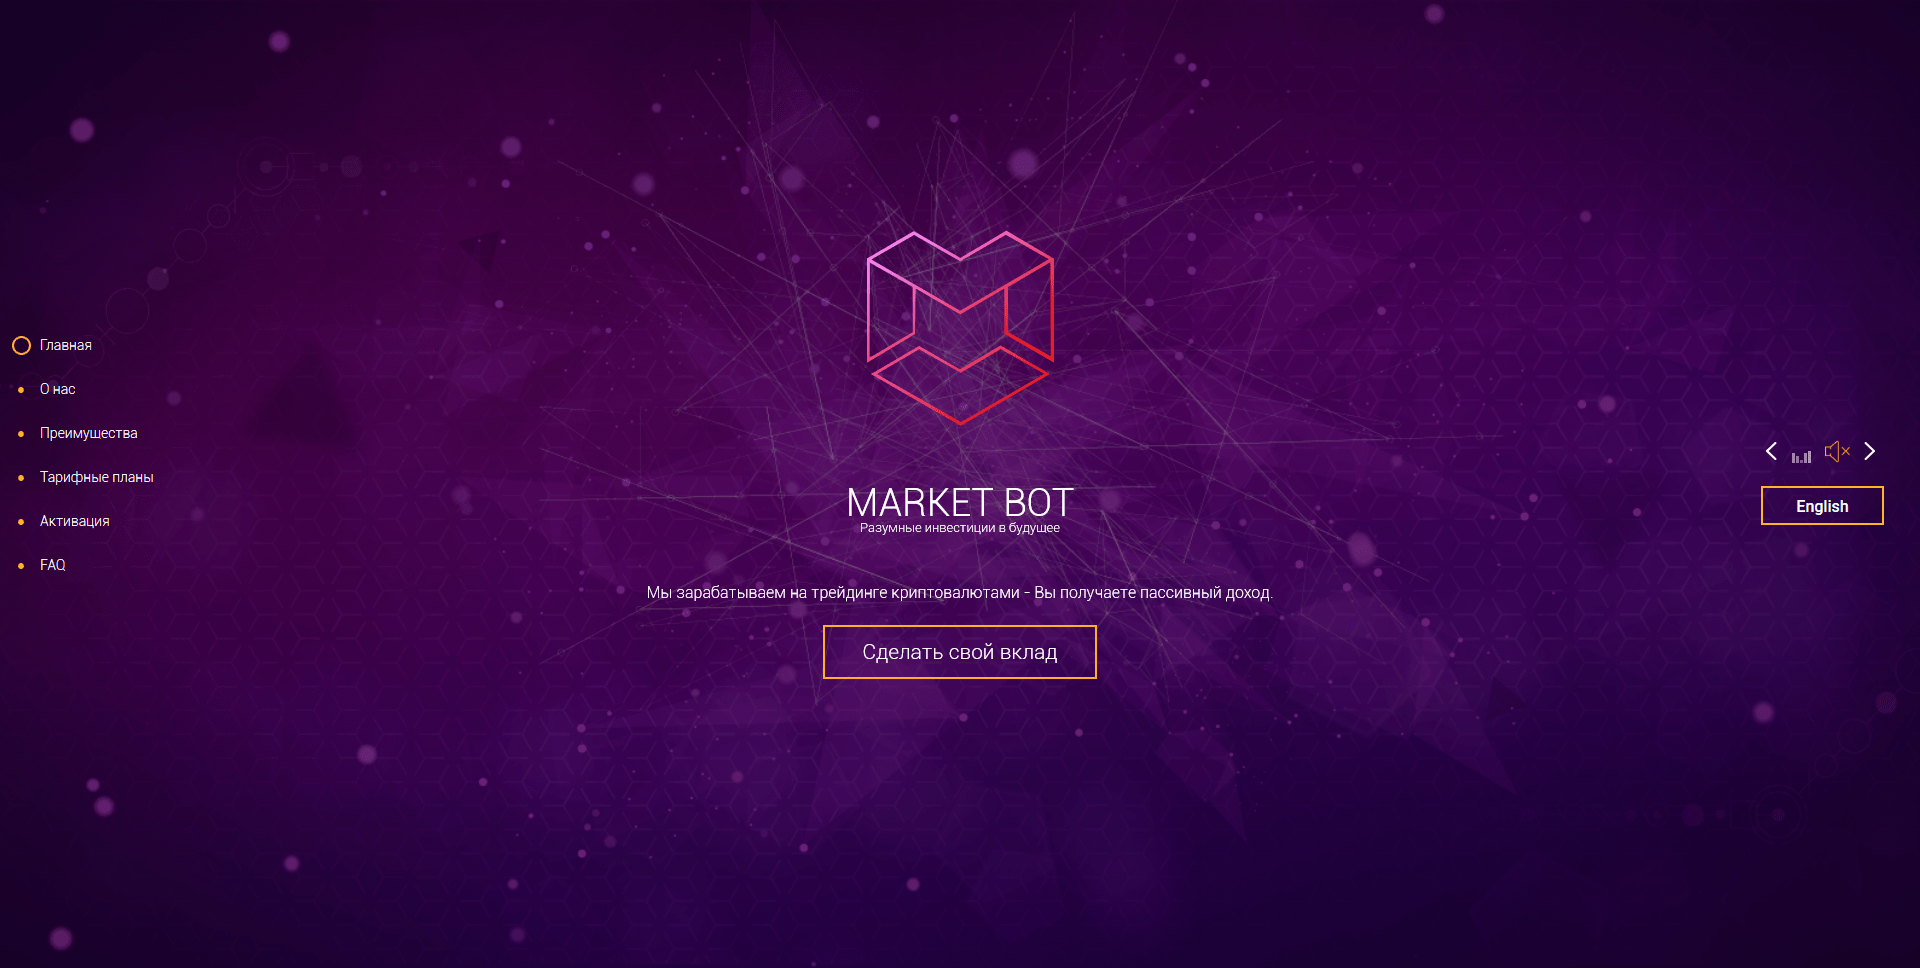 Главная
О нас
Преимущества
Тарифные планы
Активация
FAQ
MARKET BOT
Разумные инвестиции в будущее
Мы зарабатываем на трейдинге криптовалютами - Вы получаете пассивный доход.
Сделать свой вклад
English